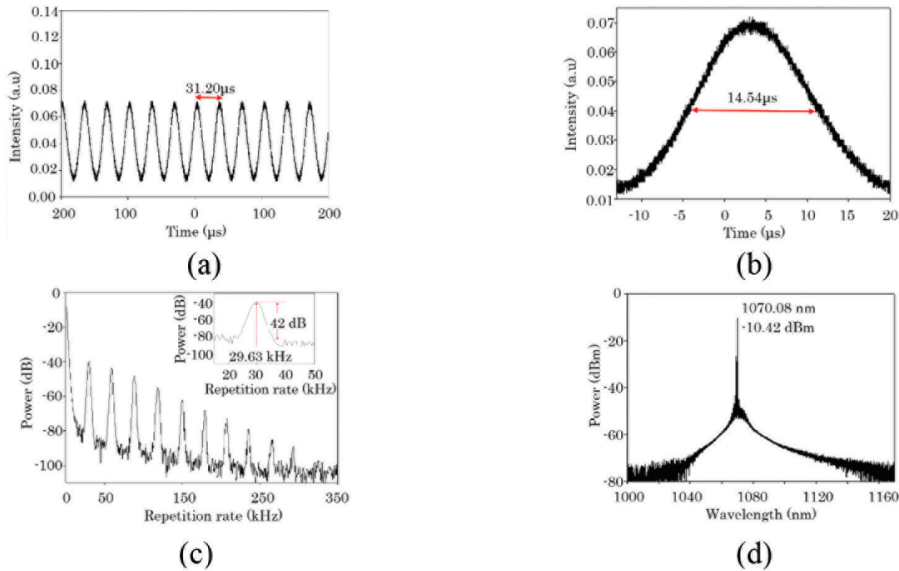 0.14
0.12
0.10
0.08
0.06
0.04
0.02
0.00
Intensity (a.u)
31.20µs
200 100 0 100 200
Time (µs)
(a)
0.07
0.06
0.05
0.04
0.03
0.02
0.01
Intensity (a.u)
14.54µs
-10 -5 0 5 10 15 20
Time (µs)
(b)
0
-20
-40
-60
-80
-100
Power (dB)
-40
-60
-80
-100
Power (dB)
42 dB
29.63 kHz
20 30 40 50
Repetition rate (kHz)
0 50 150 250 350
Repetition rate (kHz)
(c)
0
-20
-40
-60
-80
Power (dBm)
1070.08 nm
-10.42 dBm
1000 1040 1080 1120 1160
Wavelength (nm)
(d)